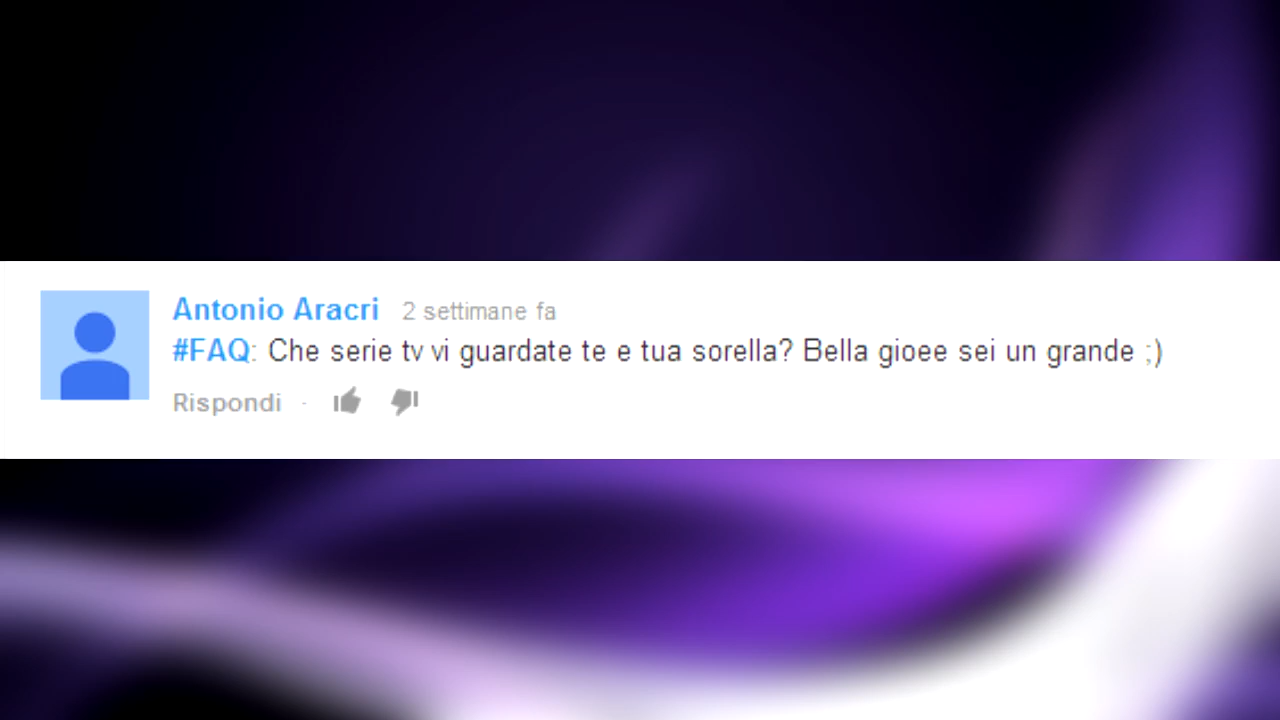 Antonio Aracri 2 settimane fa
#FAQ: Che serie tv vi guardate te e tua sorella? Bella gioee sei un grande ;)
Rispondi ·